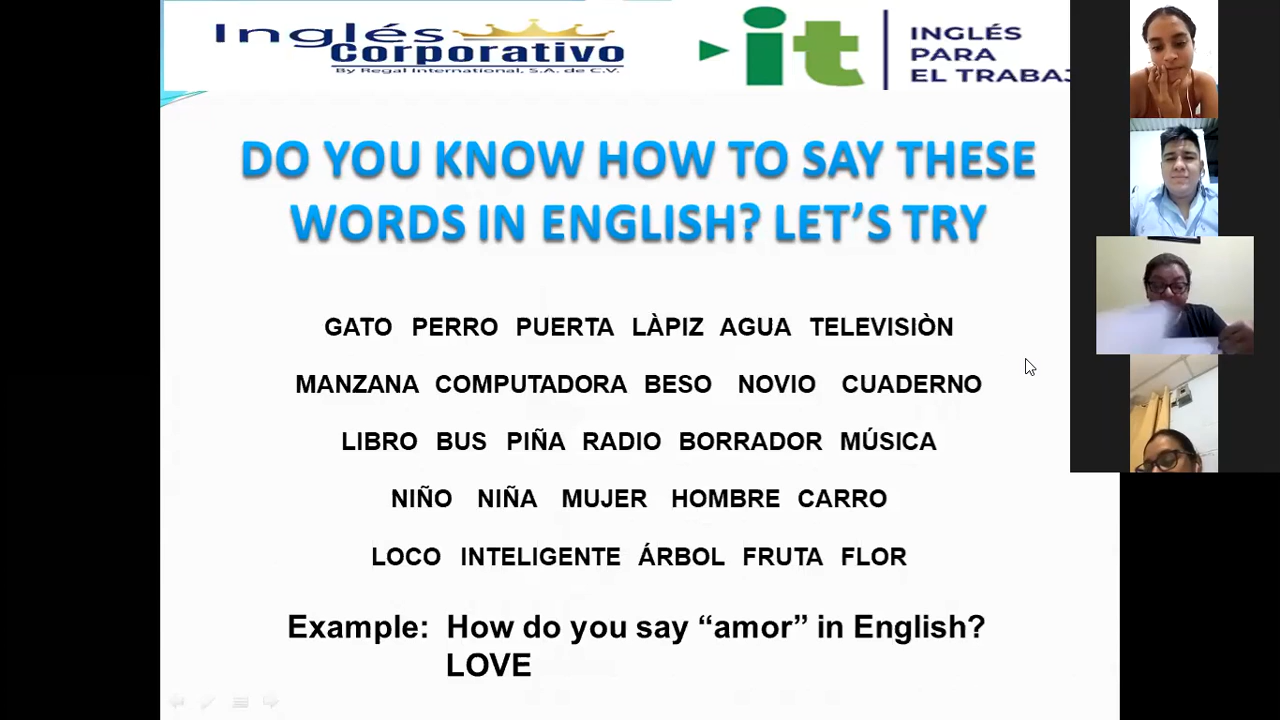 Inglés
Corporativo
By Regal International, S.A. de C.V.
it
INGLÉS
PARA
EL TRABAJ
DO YOU KNOW HOW TO SAY THESE
WORDS IN ENGLISH? LET’S TRY
GATO PERRO PUERTA LÀPIZ AGUA TELEVISIÒN
MANZANA COMPUTADORA BESO NOVIO CUADERNO
LIBRO BUS PIÑA RADIO BORRADOR MÚSICA
NIÑO NIÑA MUJER HOMBRE CARRO
LOCO INTELIGENTE ÁRBOL FRUTA FLOR
Example: How do you say “amor” in English?
LOVE